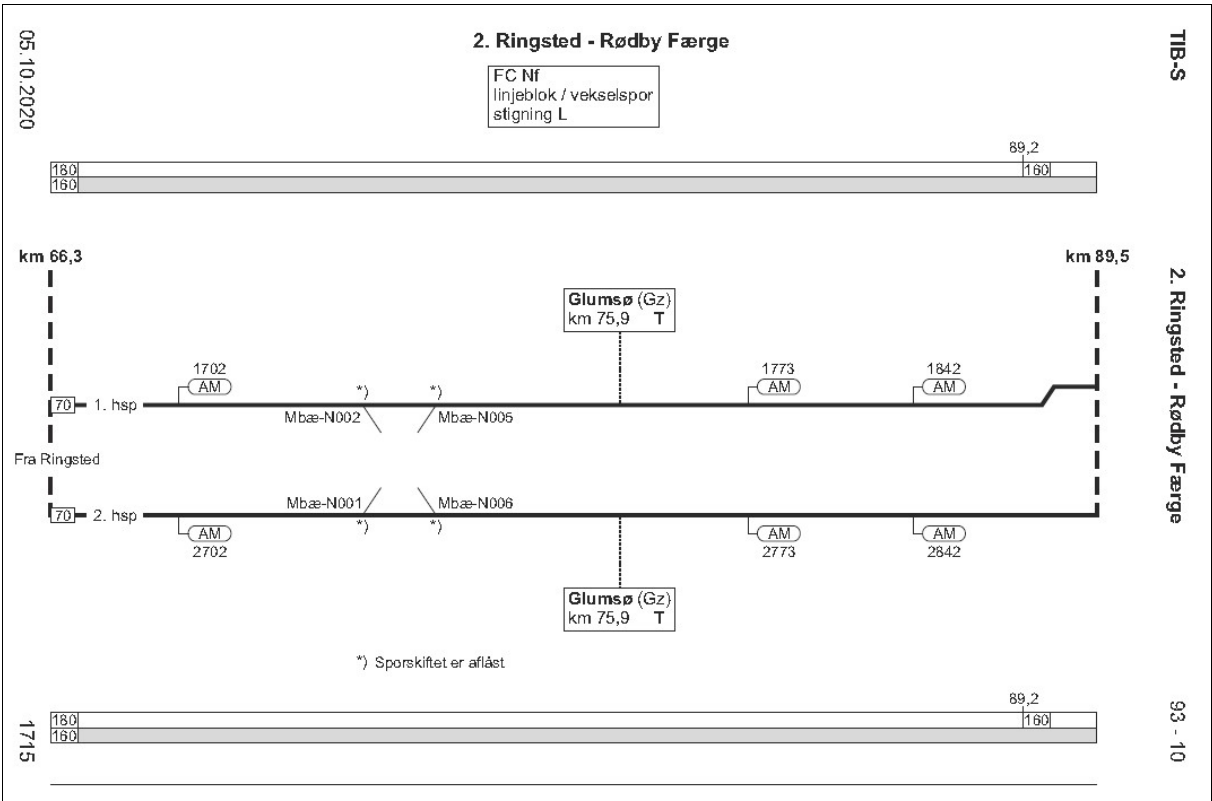 TIB-S
2. Ringsted - Rødby Færge
93 - 10
05.10.2020
1715
2. Ringsted - Rødby Færge
FC Nf
linjeblok / vekselspor
stigning L
89,2
180 160
160
km 66,3 km 89,5
Glumsø (Gz)
km 75,9 T
1702 1773 1842
AM AM AM
*) *)
70 1. hsp
Mbæ-N002 Mbæ-N005
Fra Ringsted
Mbæ-N001 Mbæ-N006
70 2. hsp
*) *)
AM AM AM
2702 2773 2842
Glumsø (Gz)
km 75,9 T
*) Sporskiftet er aflåst
89,2
180 160
160